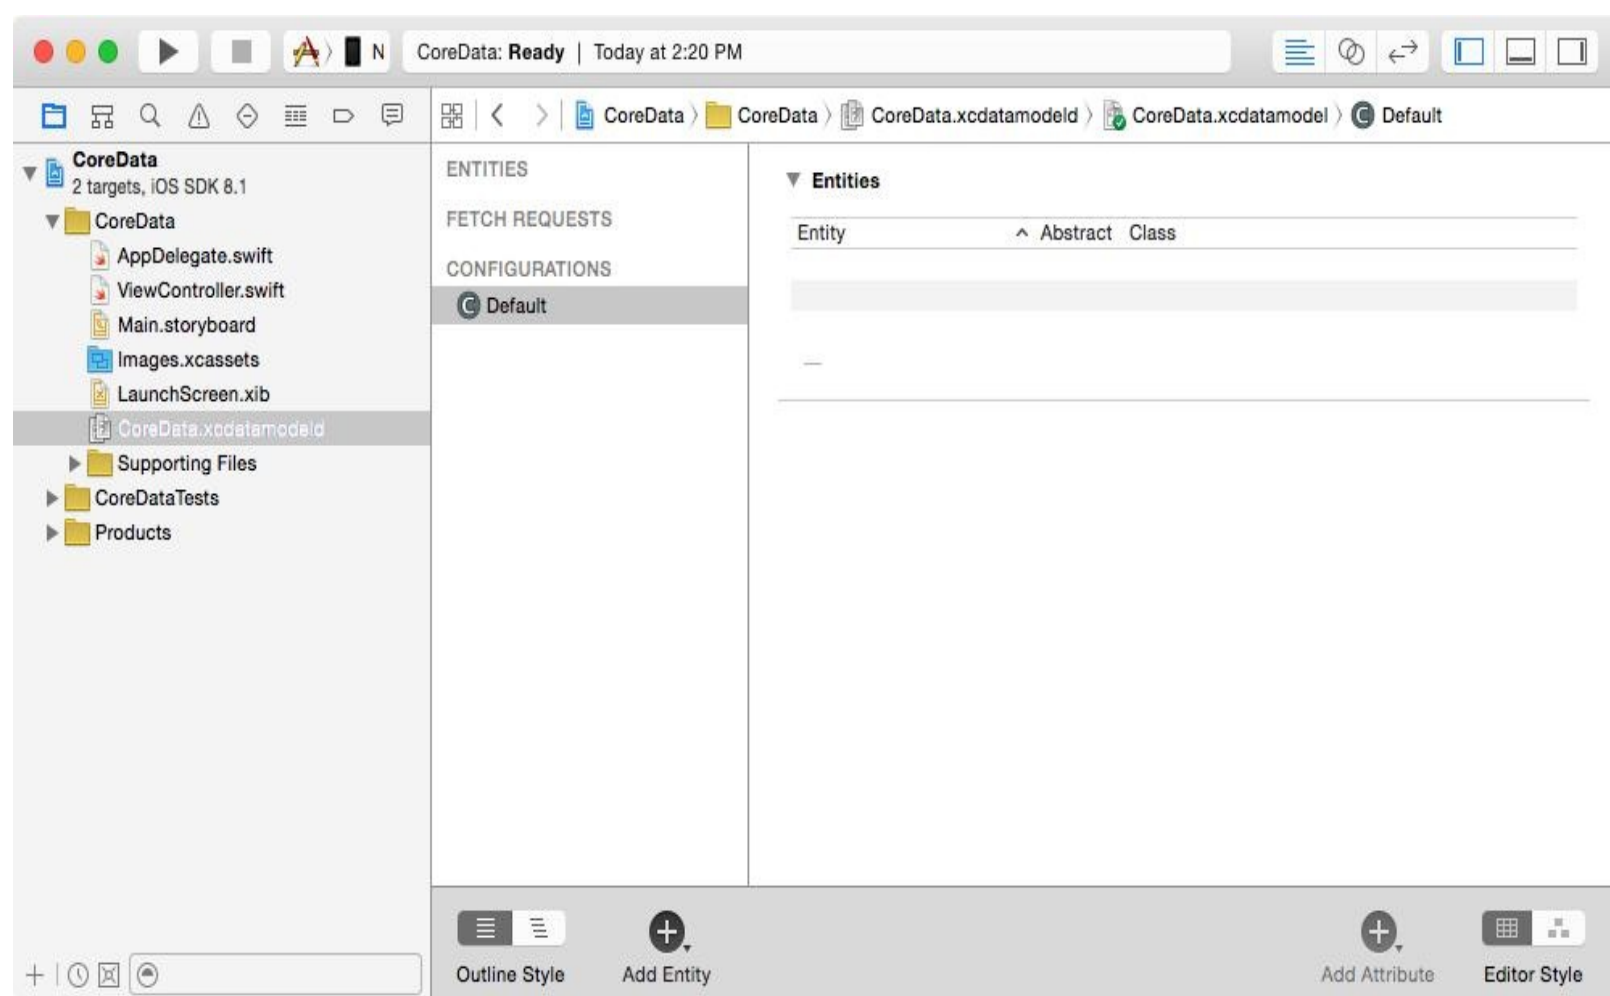 N
CoreData: Ready | Today at 2:20 PM
CoreData
CoreData
CoreData.xcdatamodeld
CoreData.xcdatamodel
Default
CoreData
2 targets, iOS SDK 8.1
CoreData
AppDelegate.swift
ViewController.swift
Main.storyboard
Images.xcassets
LaunchScreen.xib
CoreData.xcdatamodeld
Supporting Files
CoreDataTests
Products
ENTITIES
FETCH REQUESTS
CONFIGURATIONS
C Default
Entities
Entity Abstract Class
Outline Style
Add Entity
Add Attribute
Editor Style